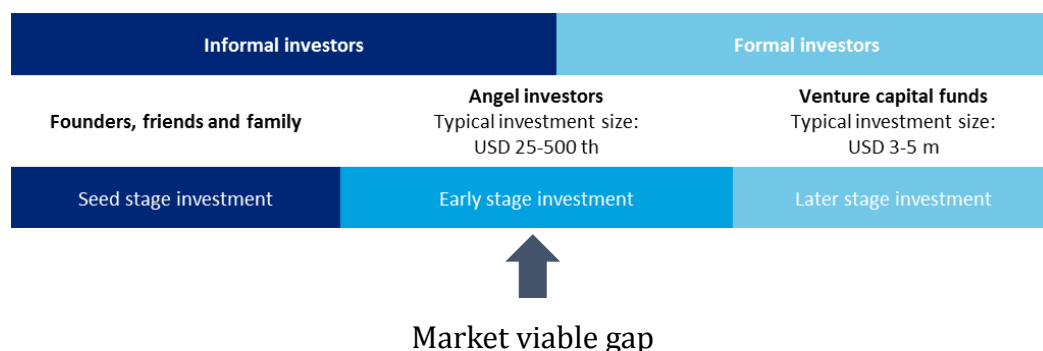 Informal investors
Formal investors
Founders, friends and family
Angel investors
Typical investment size:
USD 25-500 th
Venture capital funds
Typical investment size:
USD 3-5 m
Seed stage investment
Early stage investment
Later stage investment
Market viable gap